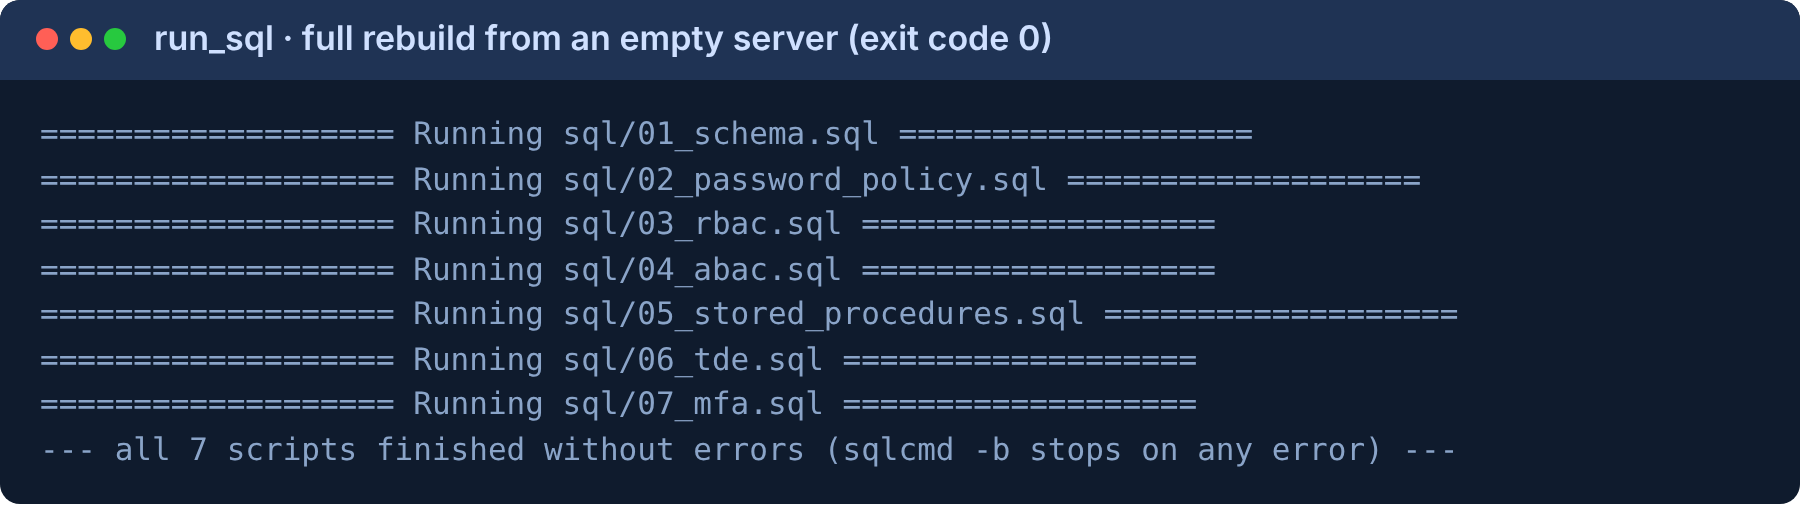 run_sql · full rebuild from an empty server (exit code 0)
=================== Running sql/01_schema.sql ===================
=================== Running sql/02_password_policy.sql ===================
=================== Running sql/03_rbac.sql ===================
=================== Running sql/04_abac.sql ===================
=================== Running sql/05_stored_procedures.sql ===================
=================== Running sql/06_tde.sql ===================
=================== Running sql/07_mfa.sql ===================
--- all 7 scripts finished without errors (sqlcmd -b stops on any error) ---